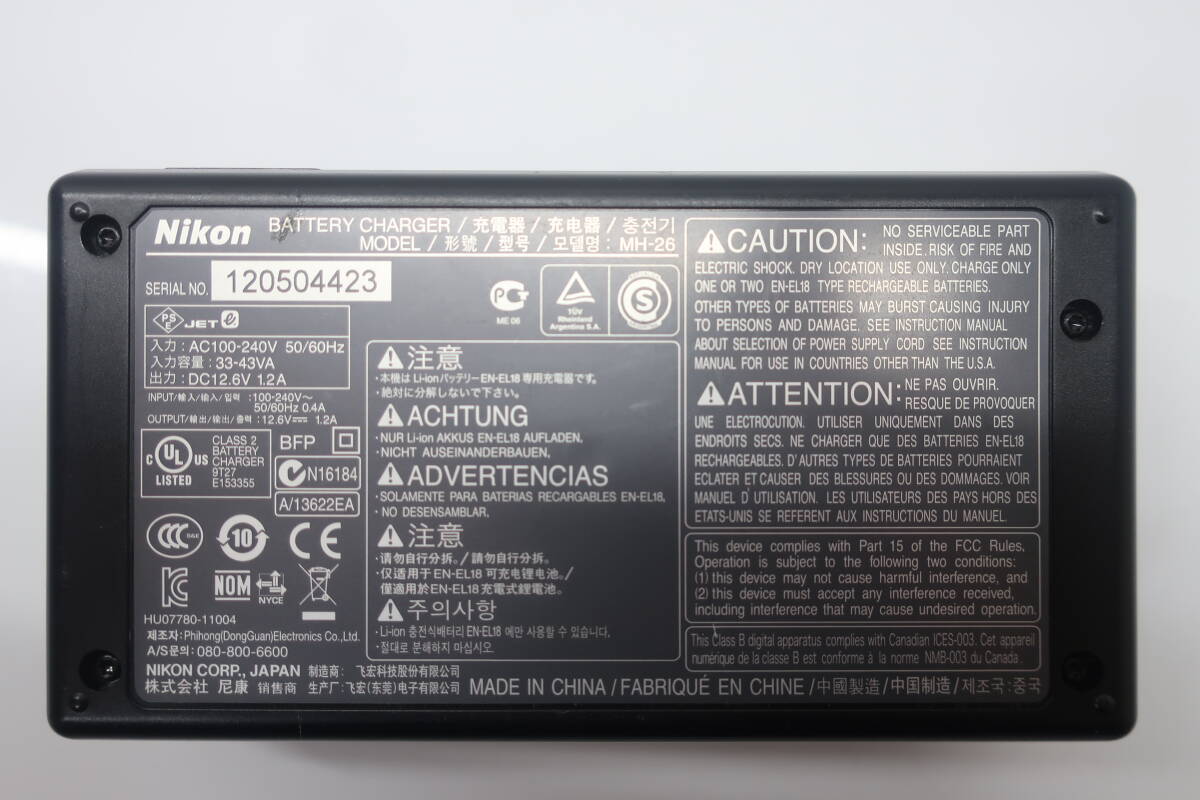 Nikon
BATTERY CHARGER / 充電器 / 充电器 / 충전기
MODEL / 形號 / 型号 / 모델명 : MH-26
SERIAL NO. 120504423
PG
ME 06
TÜV
Rheinland
Argentina S.A.
S
PS
E JET e
入力 : AC100-240V 50/60Hz
入力容量 : 33-43VA
出力 : DC12.6V 1.2A
INPUT/輸入/输入/입력 :100-240V~
50/60Hz 0.4A
OUTPUT/輸出/输出/출력 : 12.6V⎓ 1.2A
C UL US
LISTED
CLASS 2
BATTERY
CHARGER
9T27
E153355
BFP
N16184
A/13622EA
CCC S&E
10
CE
NOM
NYCE
HU07780-11004
제조자: Phihong(DongGuan)Electronics Co.,Ltd.
A/S문의 : 080-800-6600
NIKON CORP., JAPAN 制造商: 飞宏科技股份有限公司
株式会社 尼康 销售商 生产厂: 飞宏(东莞)电子有限公司
MADE IN CHINA / FABRIQUÉ EN CHINE / 中國製造 / 中国制造 / 제조국: 중국
⚠注意
・本機は Li-ionバッテリー EN-EL18 専用充電器です。
・絶対に分解しないで下さい。
⚠ACHTUNG
・NUR Li-ion AKKUS EN-EL18 AUFLADEN.
・NICHT AUSEINANDERBAUEN.
⚠ADVERTENCIAS
・SOLAMENTE PARA BATERIAS RECARGABLES EN-EL18.
・NO DESENSAMBLAR.
⚠注意
・请勿自行分拆。/ 請勿自行分拆。
・仅适用于 EN-EL18 可充电锂电池。/
僅適用於 EN-EL18 充電式鋰電池。
⚠주의사항
・Li-ion 충전식배터리 EN-EL18 에만 사용할 수 있습니다.
・절대로 분해하지 마십시오.
⚠CAUTION: NO SERVICEABLE PART
INSIDE. RISK OF FIRE AND
ELECTRIC SHOCK. DRY LOCATION USE ONLY. CHARGE ONLY
ONE OR TWO EN-EL18 TYPE RECHARGEABLE BATTERIES.
OTHER TYPES OF BATTERIES MAY BURST CAUSING INJURY
TO PERSONS AND DAMAGE. SEE INSTRUCTION MANUAL
ABOUT SELECTION OF POWER SUPPLY CORD SEE INSTRUCTION
MANUAL FOR USE IN COUNTRIES OTHER THAN THE U.S.A.
⚠ATTENTION: NE PAS OUVRIR.
RESQUE DE PROVOQUER
UNE ELECTROCUTION. UTILISER UNIQUEMENT DANS DES
ENDROITS SECS. NE CHARGER QUE DES BATTERIES EN-EL18
RECHARGEABLES. D'AUTRES TYPES DE BATTERIES POURRAIENT
ECLATER ET CAUSER DES BLESSURES OU DES DOMMAGES. VOIR
MANUEL D'UTILISATION. LES UTILISATEURS DES PAYS HORS DES
ETATS-UNIS SE REFERENT AUX INSTRUCTIONS DU MANUEL.
This device complies with Part 15 of the FCC Rules.
Operation is subject to the following two conditions:
(1) this device may not cause harmful interference, and
(2) this device must accept any interference received,
including interference that may cause undesired operation.
This Class B digital apparatus complies with Canadian ICES-003. Cet appareil
numérique de la classe B est conforme à la norme NMB-003 du Canada.